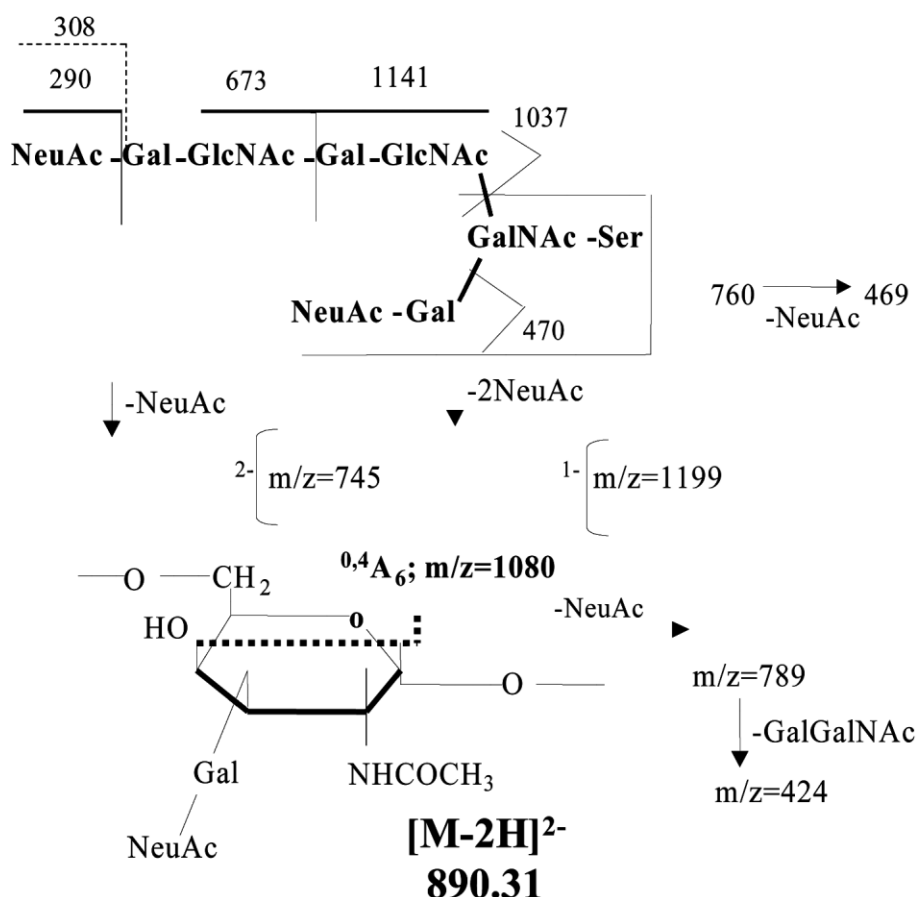 308
290 673 1141
1037
NeuAc -Gal -GlcNAc -Gal -GlcNAc
GalNAc -Ser
NeuAc -Gal
470
760 -NeuAc 469
-NeuAc -2NeuAc
2- m/z=745 1- m/z=1199
0,4A6; m/z=1080
O CH2
-NeuAc
HO o
O
m/z=789
-GalGalNAc
Gal NHCOCH3
m/z=424
NeuAc
[M-2H]2-
890.31